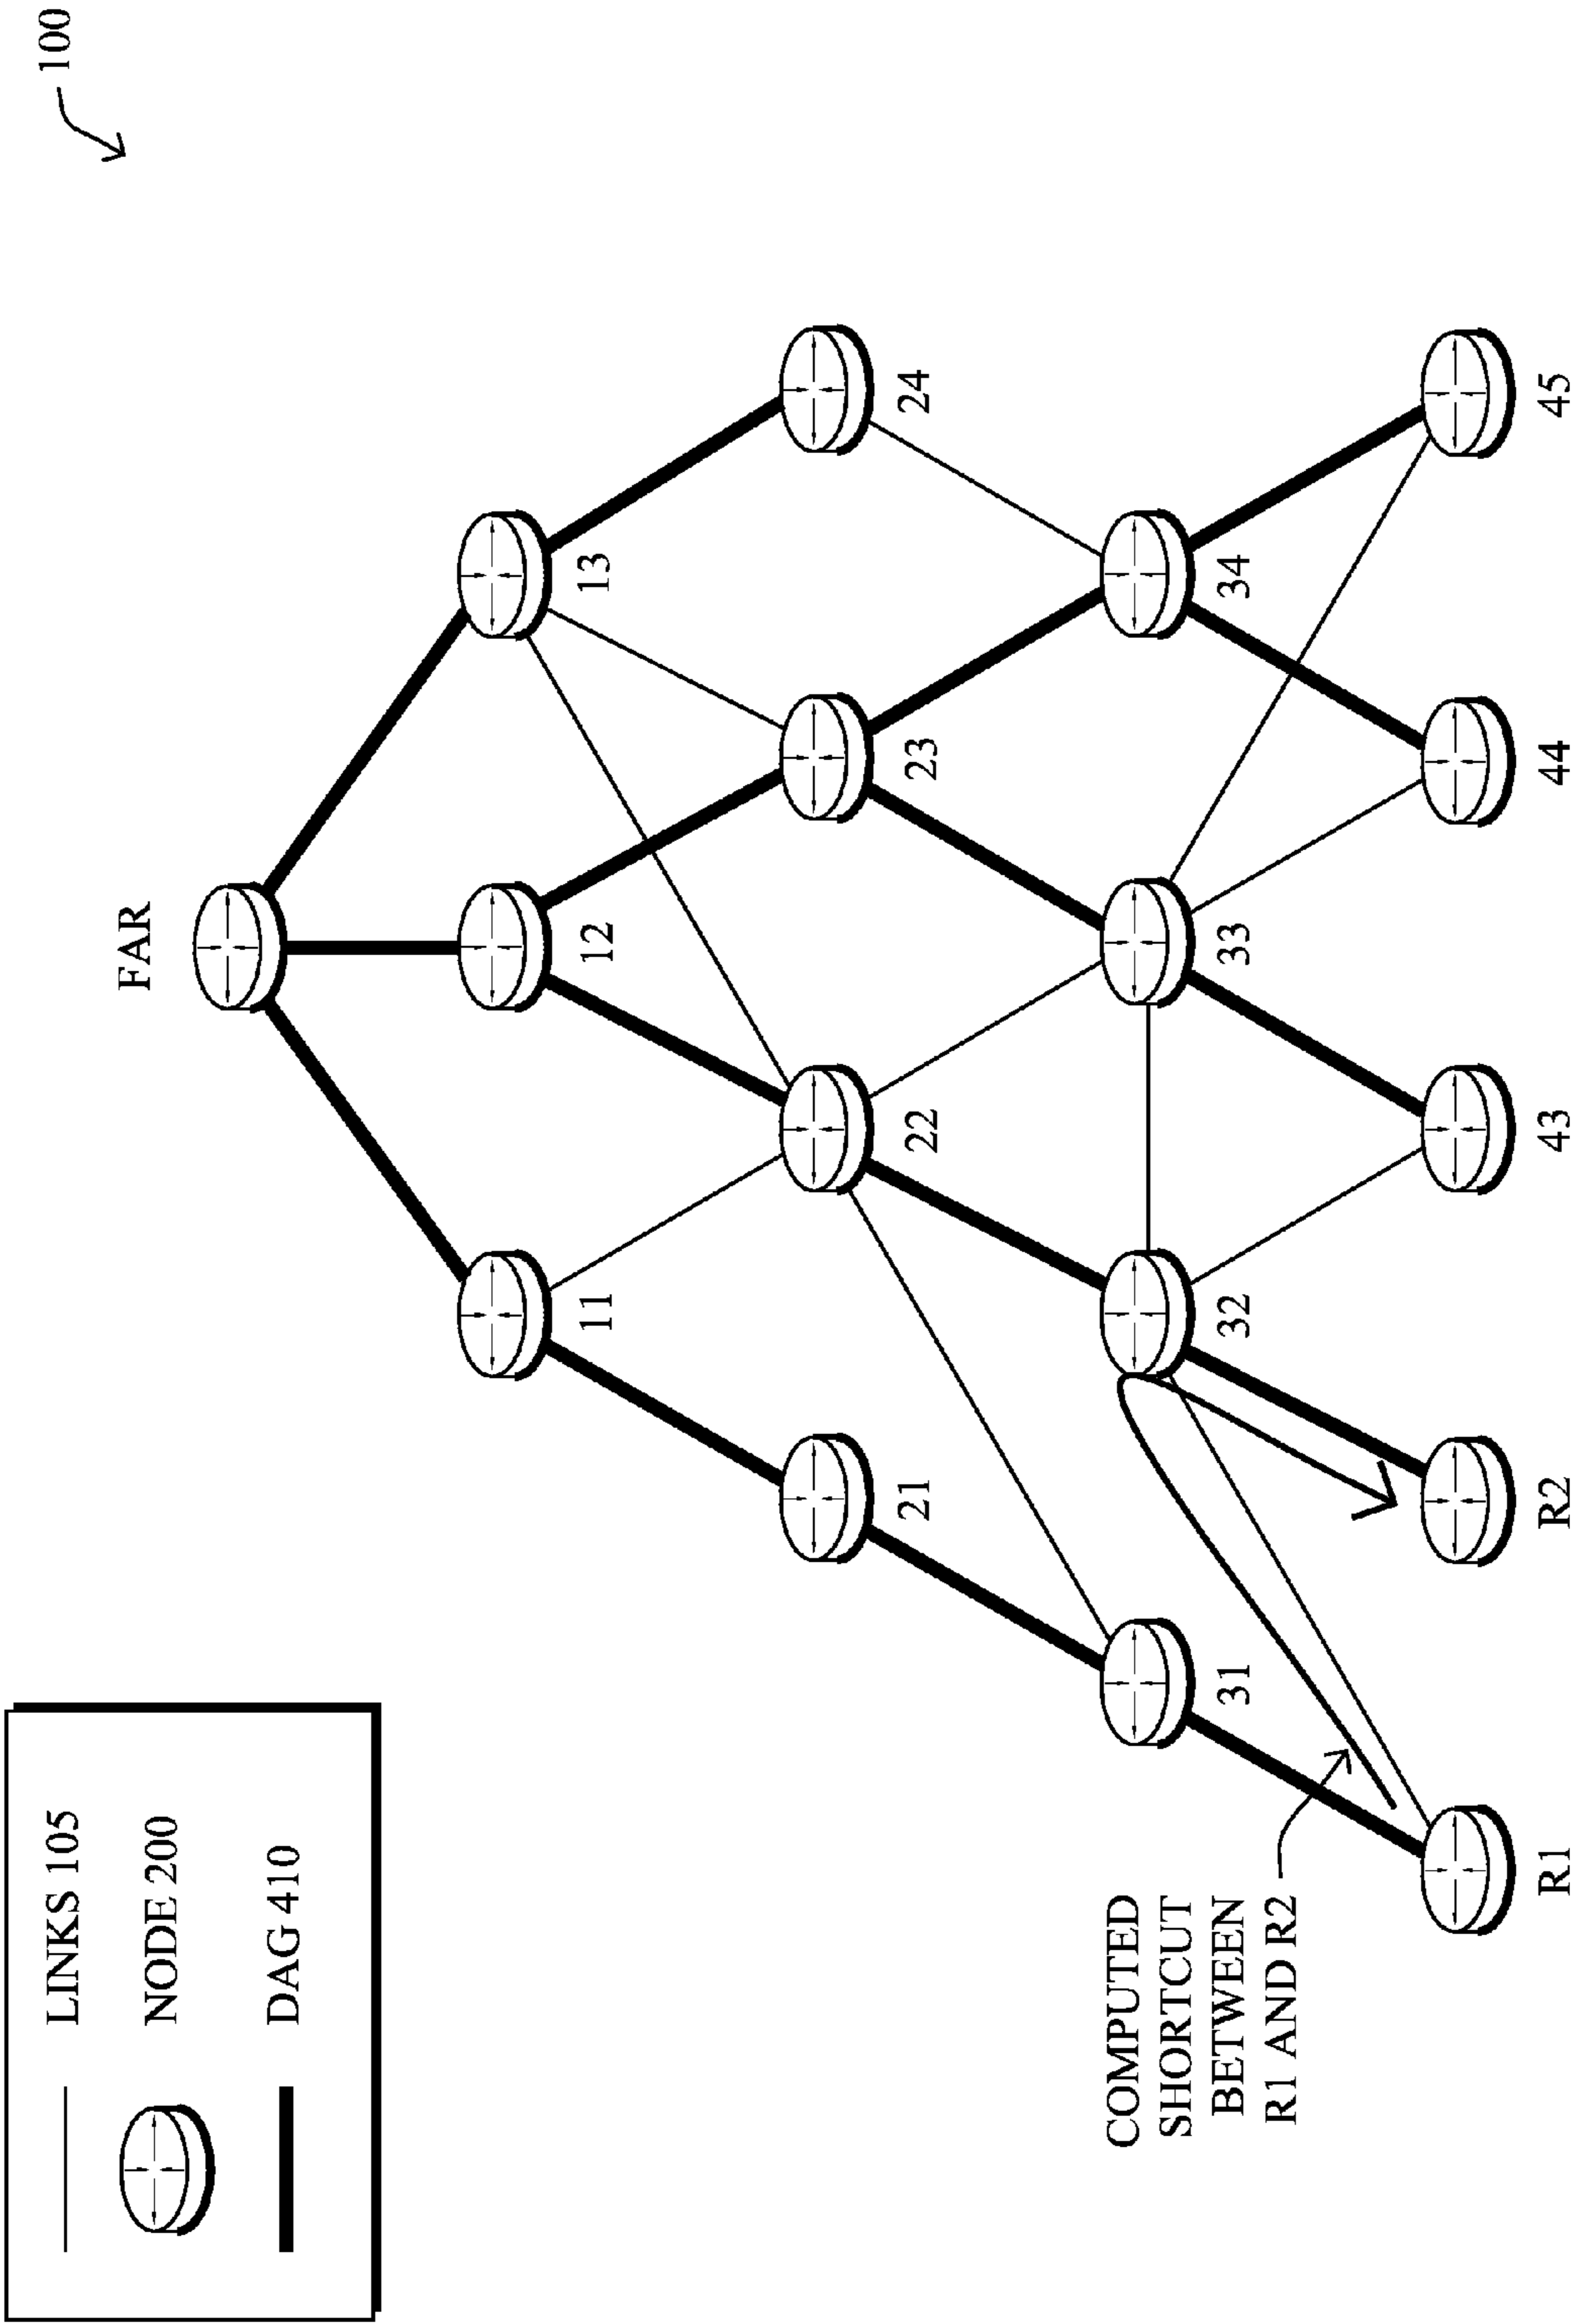 LINKS 105
NODE 200
DAG 410
100
FAR
11
12
13
21
22
23
24
31
32
33
34
COMPUTED
SHORTCUT
BETWEEN
R1 AND R2
R1
R2
43
44
45